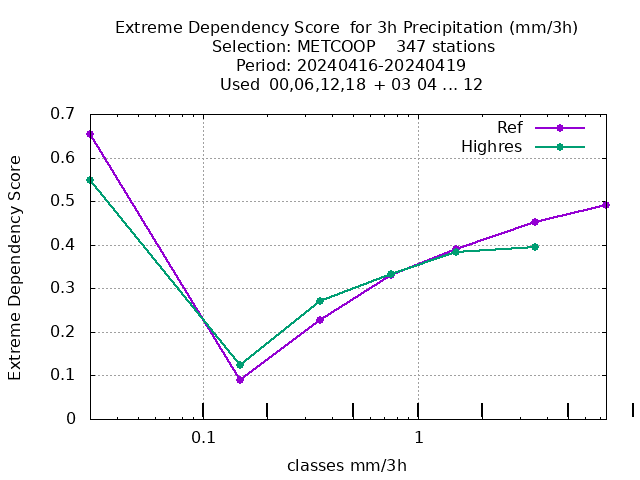 Extreme Dependency Score  for 3h Precipitation (mm/3h)
Selection: METCOOP    347 stations
Period: 20240416-20240419
Used  00,06,12,18  + 03 04 ... 12
0.7
0.6
0.5
0.4
0.3
0.2
0.1
0
Extreme Dependency Score
Ref
Highres
0.1
1
classes mm/3h